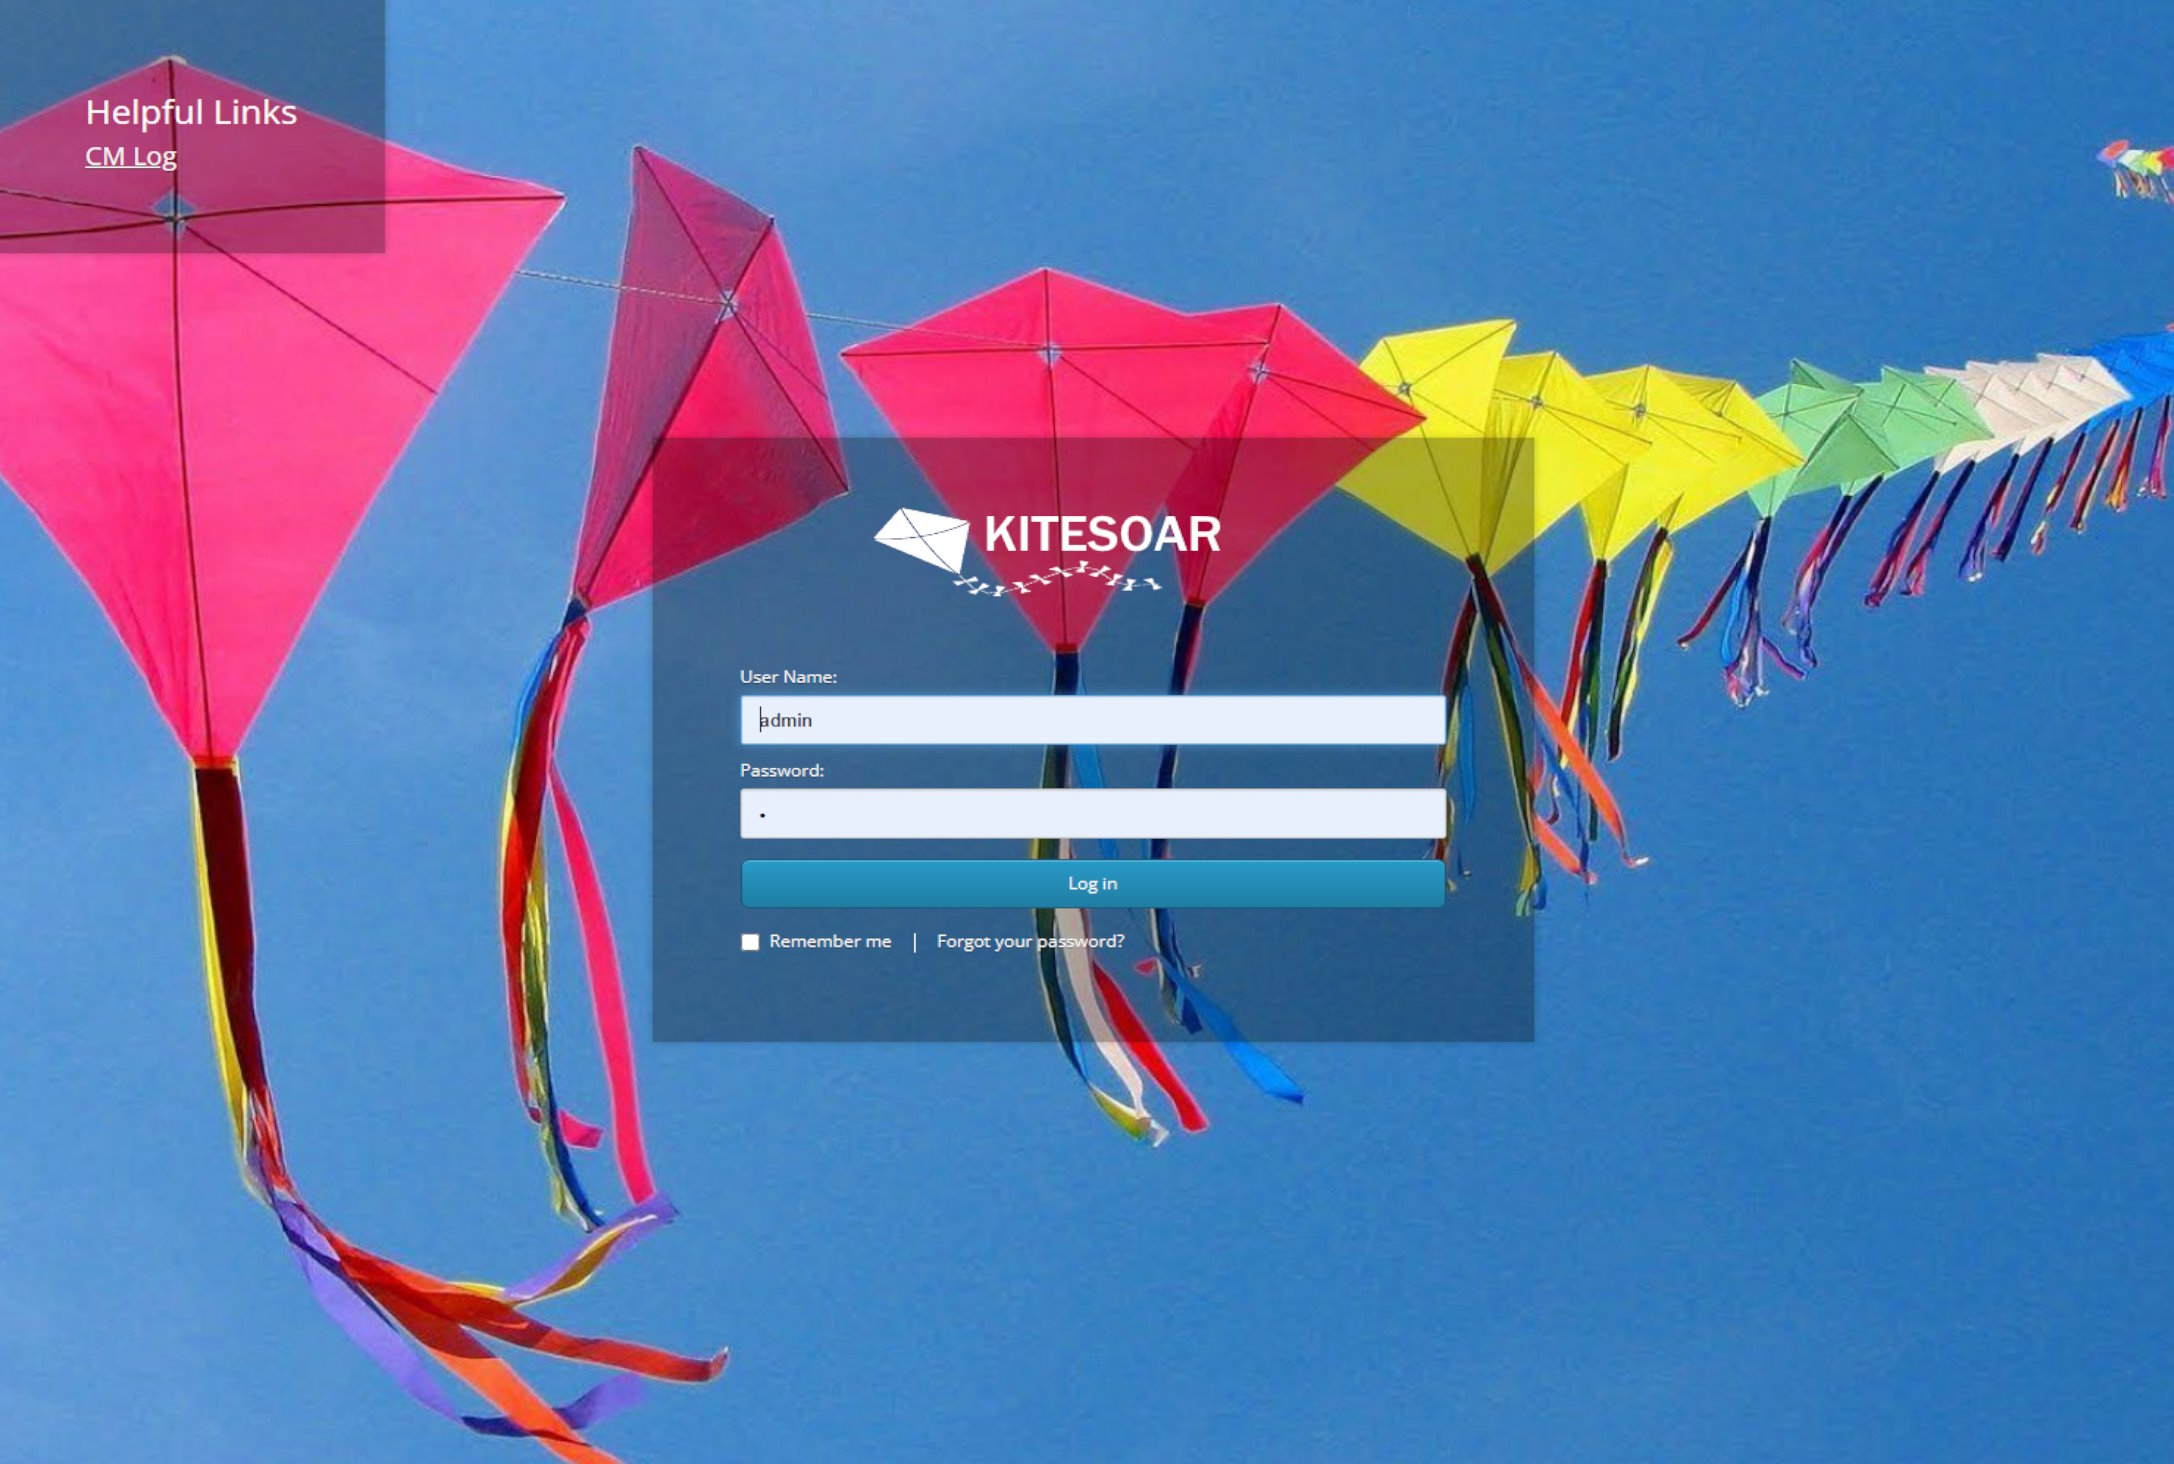 Helpful Links
CM Log
KITESOAR
User Name:
admin
Password:
•
Log in
Remember me | Forgot your password?